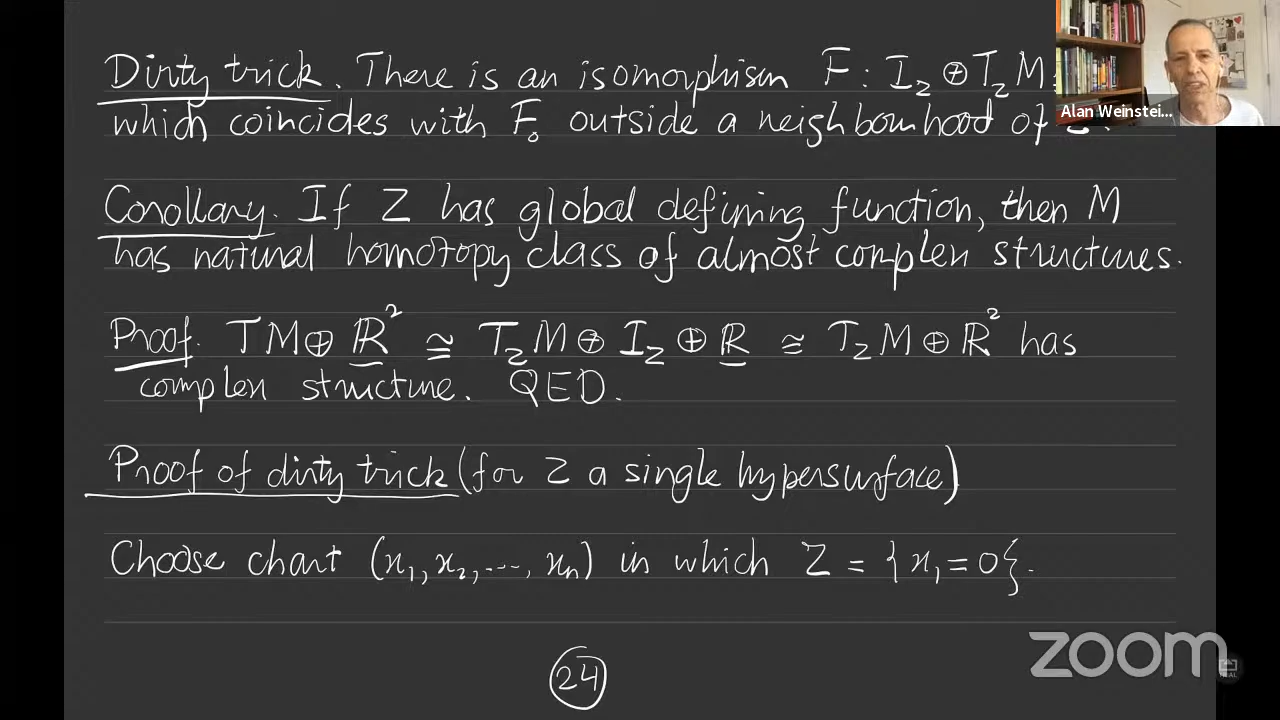 Dirty trick. There is an isomorphism F : I_Z ⊕ T_Z M
which coincides with F₀ outside a neighbourhood of
Alan Weinstei...
Corollary. If Z has global defining function, then M
has natural homotopy class of almost complex structures.
Proof. TM ⊕ ℝ² ≅ T_Z M ⊕ I_Z ⊕ ℝ ≅ T_Z M ⊕ ℝ² has
complex structure. QED.
Proof of dirty trick (for Z a single hypersurface)
Choose chart (x₁, x₂, ..., xₙ) in which Z = {x₁ = 0}.
24
zoom